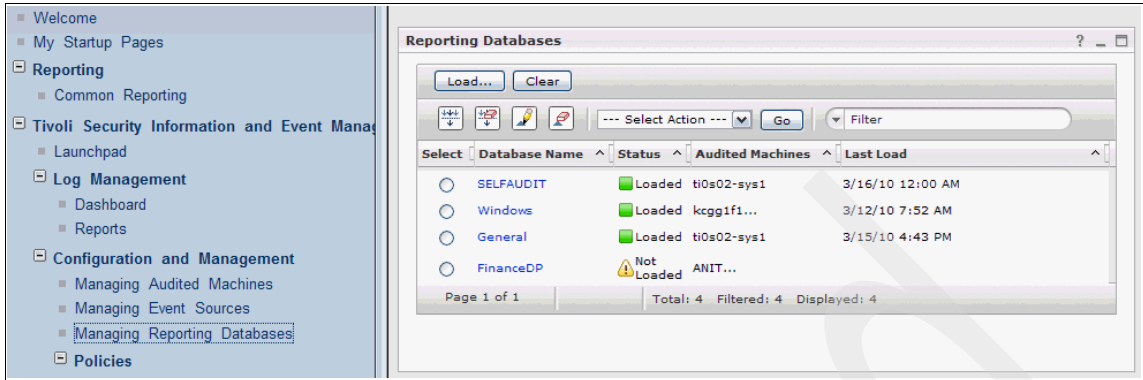 Welcome
My Startup Pages
Reporting
Common Reporting
Tivoli Security Information and Event Manag
Launchpad
Log Management
Dashboard
Reports
Configuration and Management
Managing Audited Machines
Managing Event Sources
Managing Reporting Databases
Policies
Reporting Databases
Load... Clear
--- Select Action --- Go Filter
Select Database Name Status Audited Machines Last Load
SELFAUDIT Loaded ti0s02-sys1 3/16/10 12:00 AM
Windows Loaded kcgg1f1... 3/12/10 7:52 AM
General Loaded ti0s02-sys1 3/15/10 4:43 PM
FinanceDP Not Loaded ANIT...
Page 1 of 1 Total: 4 Filtered: 4 Displayed: 4